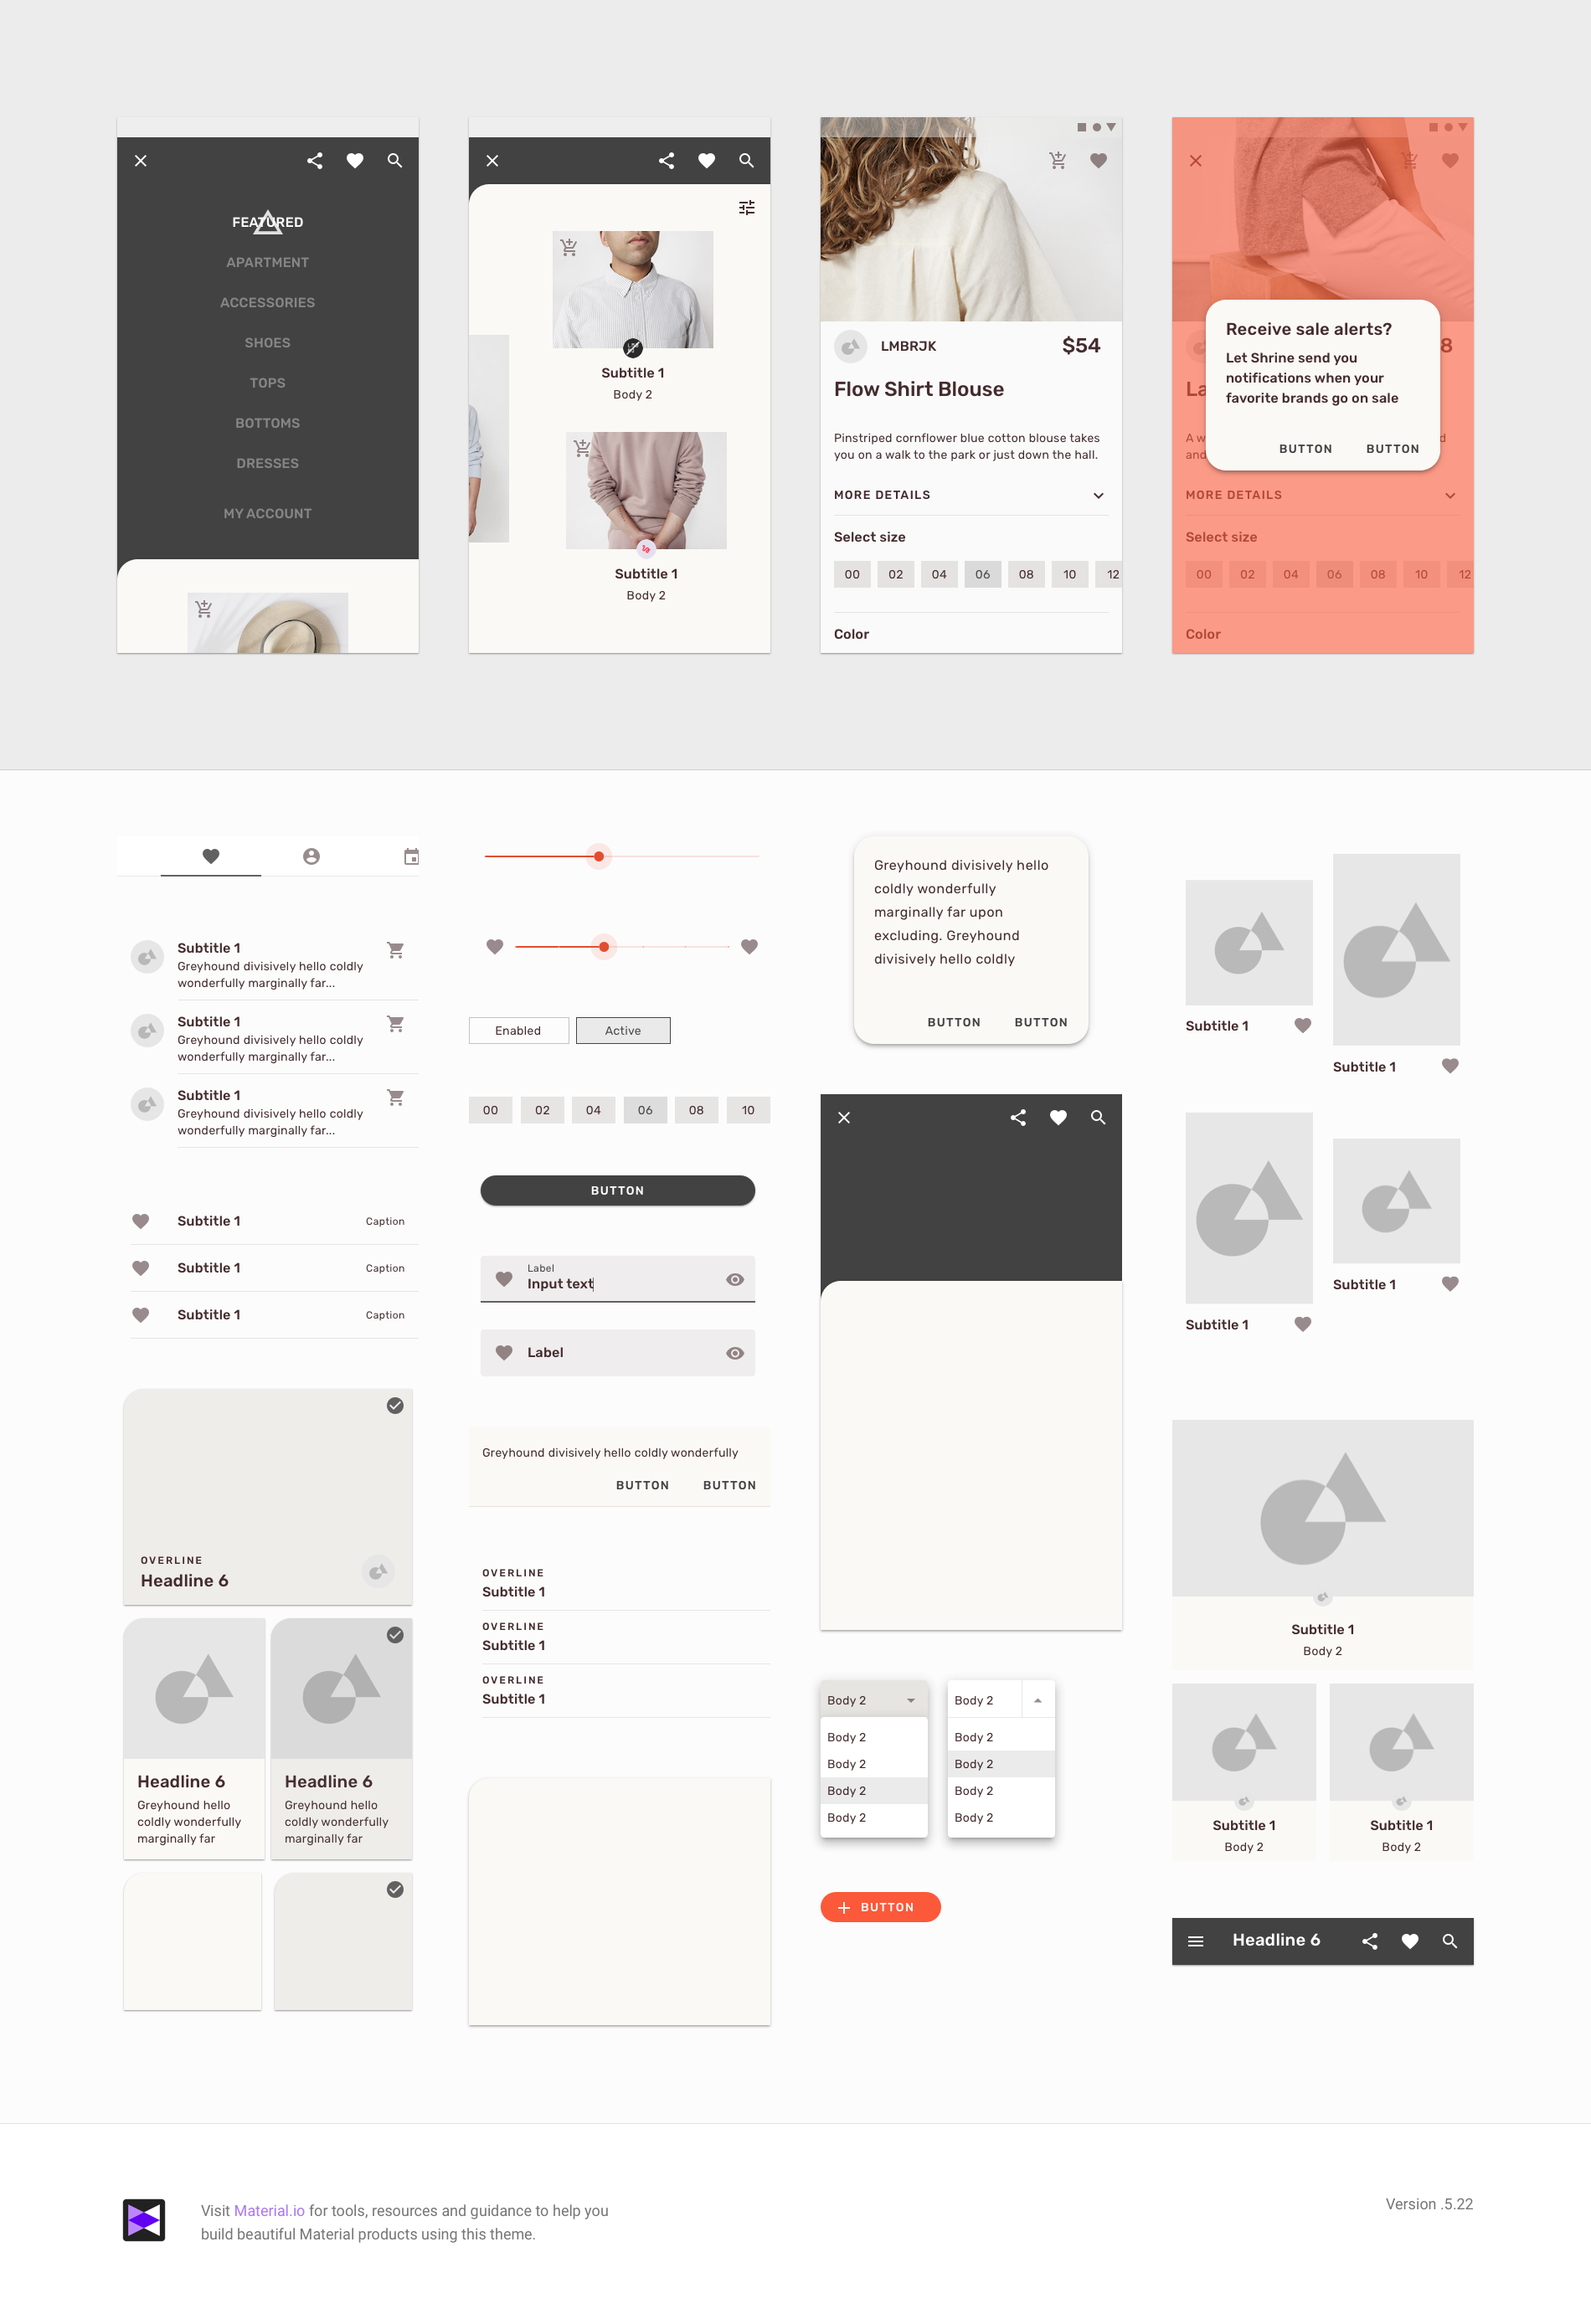 FEATURED
APARTMENT
ACCESSORIES
SHOES
TOPS
BOTTOMS
DRESSES
MY ACCOUNT
Subtitle 1
Body 2
Subtitle 1
Body 2
LMBRJK
$54
Flow Shirt Blouse
Pinstriped cornflower blue cotton blouse takes
you on a walk to the park or just down the hall.
MORE DETAILS
Select size
00 02 04 06 08 10 12
Color
8
La
Receive sale alerts?
Let Shrine send you
notifications when your
favorite brands go on sale
BUTTON BUTTON
A w d
and
MORE DETAILS
Select size
00 02 04 06 08 10 12
Color
Subtitle 1
Greyhound divisively hello coldly
wonderfully marginally far...
Subtitle 1
Greyhound divisively hello coldly
wonderfully marginally far...
Subtitle 1
Greyhound divisively hello coldly
wonderfully marginally far...
Subtitle 1 Caption
Subtitle 1 Caption
Subtitle 1 Caption
OVERLINE
Headline 6
Headline 6
Greyhound hello
coldly wonderfully
marginally far
Headline 6
Greyhound hello
coldly wonderfully
marginally far
Enabled Active
00 02 04 06 08 10
BUTTON
Label
Input text
Label
Greyhound divisively hello coldly wonderfully
BUTTON BUTTON
OVERLINE
Subtitle 1
OVERLINE
Subtitle 1
OVERLINE
Subtitle 1
Greyhound divisively hello
coldly wonderfully
marginally far upon
excluding. Greyhound
divisively hello coldly
BUTTON BUTTON
Body 2
Body 2
Body 2
Body 2
Body 2
Body 2
Body 2
Body 2
Body 2
Body 2
BUTTON
Subtitle 1
Subtitle 1
Subtitle 1
Subtitle 1
Subtitle 1
Body 2
Subtitle 1
Body 2
Subtitle 1
Body 2
Headline 6
Visit Material.io for tools, resources and guidance to help you
build beautiful Material products using this theme.
Version .5.22